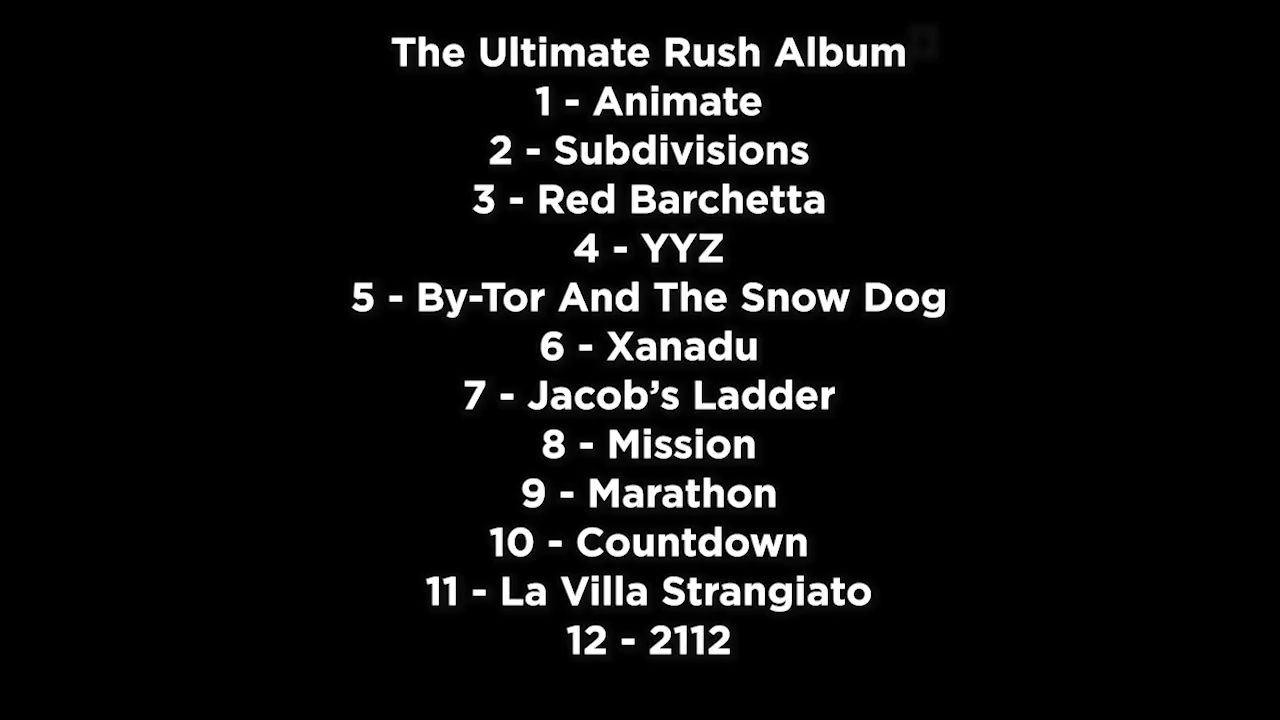 The Ultimate Rush Album
1 - Animate
2 - Subdivisions
3 - Red Barchetta
4 - YYZ
5 - By-Tor And The Snow Dog
6 - Xanadu
7 - Jacob’s Ladder
8 - Mission
9 - Marathon
10 - Countdown
11 - La Villa Strangiato
12 - 2112